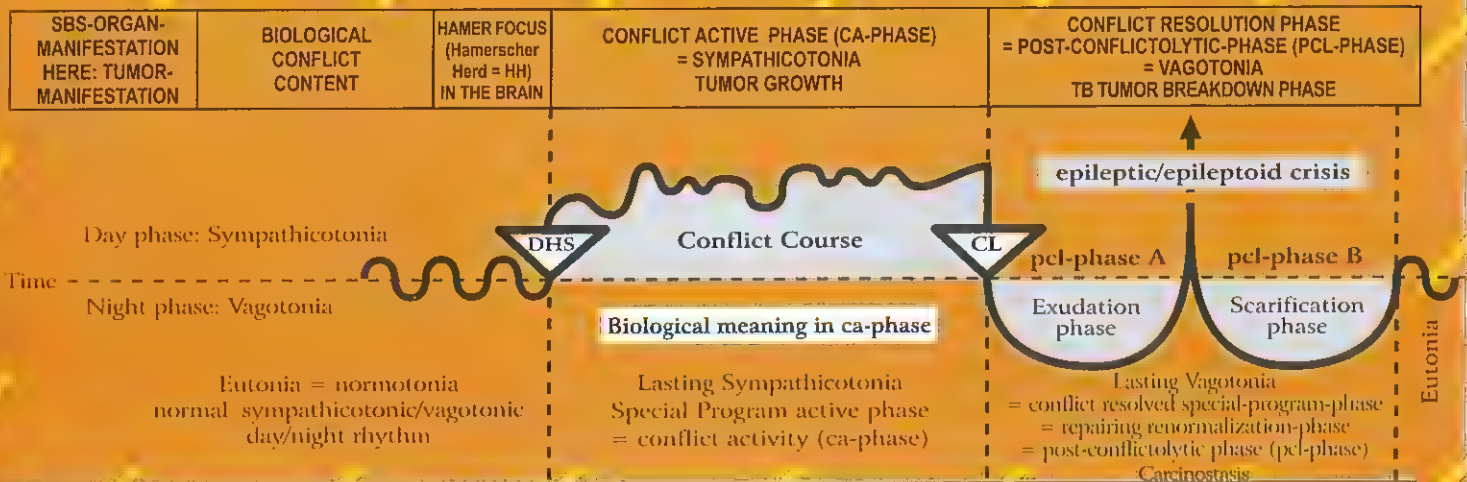 SBS-ORGAN-
MANIFESTATION
HERE: TUMOR-
MANIFESTATION
BIOLOGICAL
CONFLICT
CONTENT
HAMER FOCUS
(Hamerscher
Herd = HH)
IN THE BRAIN
CONFLICT ACTIVE PHASE (CA-PHASE)
= SYMPATHICOTONIA
TUMOR GROWTH
CONFLICT RESOLUTION PHASE
= POST-CONFLICTOLYTIC-PHASE (PCL-PHASE)
= VAGOTONIA
TB TUMOR BREAKDOWN PHASE
epileptic/epileptoid crisis
Day phase: Sympathicotonia
DHS
Conflict Course
CL
pcl-phase A
pcl-phase B
Time
Night phase: Vagotonia
Exudation
phase
Scarification
phase
Biological meaning in ca-phase
Eutonia = normotonia
normal sympathicotonic/vagotonic
day/night rhythm
Lasting Sympathicotonia
Special Program active phase
= conflict activity (ca-phase)
Lasting Vagotonia
= conflict resolved special-program-phase
= repairing renormalization-phase
= post-conflictolytic phase (pcl-phase)
Carcinostasis
Eutonia